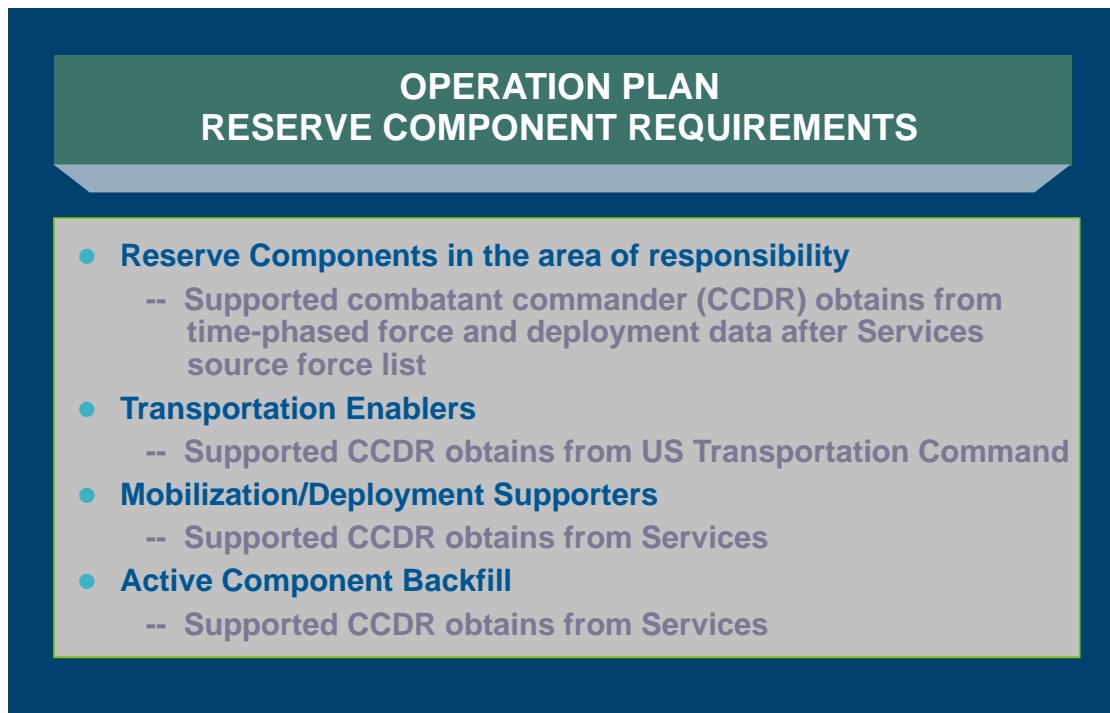 OPERATION PLAN
RESERVE COMPONENT REQUIREMENTS
● Reserve Components in the area of responsibility
-- Supported combatant commander (CCDR) obtains from
time-phased force and deployment data after Services
source force list
● Transportation Enablers
-- Supported CCDR obtains from US Transportation Command
● Mobilization/Deployment Supporters
-- Supported CCDR obtains from Services
● Active Component Backfill
-- Supported CCDR obtains from Services